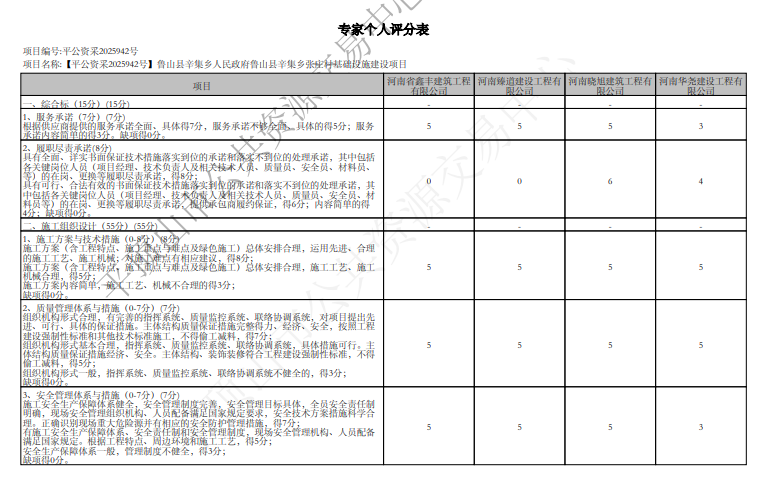 专家个人评分表
项目编号:平公资采2025942号
项目名称:【平公资采2025942号】鲁山县辛集乡人民政府鲁山县辛集乡张庄村基础设施建设项目
项目 河南省鑫丰建筑工程有限公司 河南臻道建设工程有限公司 河南晓旭建筑工程有限公司 河南华尧建设工程有限公司
一、综合标（15分）(15分) - - - -
1、服务承诺（7分）(7分)
根据供应商提供的服务承诺全面、具体得7分，服务承诺不够全面、具体的得5分；服务
承诺内容简单的得3分。缺项得0分。
5 5 5 3
2、履职尽责承诺(8分)
具有全面、详实书面保证技术措施落实到位的承诺和落实不到位的处理承诺，其中包括
各关键岗位人员（项目经理、技术负责人及相关技术人员、质量员、安全员、材料员、
等）的在岗、更换等履职尽责承诺，得8分；
具有可行、合法有效的书面保证技术措施落实到位的承诺和落实不到位的处理承诺，其
中包括各关键岗位人员（项目经理、技术负责人及相关技术人员、质量员、安全员、材
料员等）的在岗、更换等履职尽责承诺，提供承包商履约保证，得6分；内容简单的得
4分；缺项得0分。
0 0 6 4
二、施工组织设计（55分）(55分) - - - -
1、施工方案与技术措施（0-8分）(8分)
施工方案（含工程特点、施工重点与难点及绿色施工）总体安排合理，运用先进、合理
的施工工艺、施工机械；对施工难点有相应建议，得8分；
施工方案（含工程特点、施工重点与难点及绿色施工）总体安排合理，施工工艺、施工
机械合理，得5分；
施工方案内容简单，施工工艺、机械不合理的得3分；
缺项得0分。
5 5 5 5
2、质量管理体系与措施（0-7分）(7分)
组织机构形式合理，有完善的指挥系统、质量监控系统、联络协调系统，对项目提出先
进、可行、具体的保证措施。主体结构质量保证措施完整得力、经济、安全，按照工程
建设强制性标准和其他技术标准施工，不得偷工减料，得7分；
组织机构形式基本合理，指挥系统、质量监控系统、联络协调系统，具体措施可行。主
体结构质量保证措施经济、安全。主体结构、装饰装修符合工程建设强制性标准，不得
偷工减料，得5分；
组织机构形式一般，指挥系统、质量监控系统、联络协调系统不健全的，得3分；
缺项得0分。
5 5 5 5
3、安全管理体系与措施（0-7分）(7分)
施工安全生产保障体系健全，安全管理制度完善，安全管理目标具体，全员安全责任制
明确，现场安全管理组织机构、人员配备满足国家规定要求，安全技术方案措施科学合
理。正确识别现场重大危险源并有相应的安全防护管理措施，得7分；
有施工安全生产保障体系、安全责任制和安全管理制度，现场安全管理机构、人员配备
满足国家规定。根据工程特点、周边环境和施工工艺，得5分；
安全生产保障体系一般，管理制度不健全，得3分；
缺项得0分。
5 5 5 3